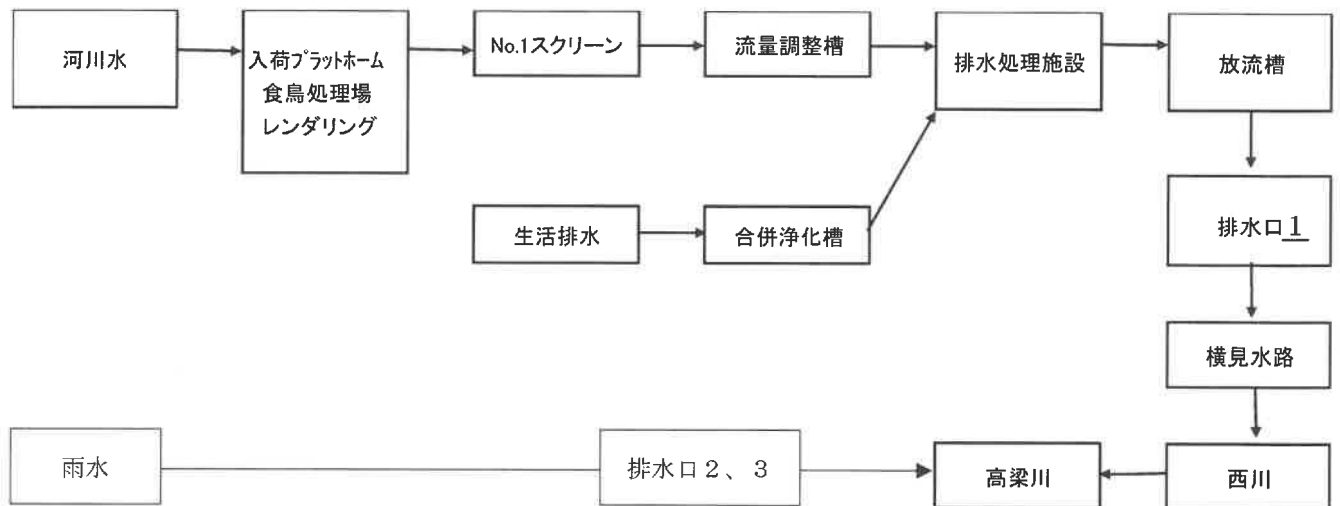 河川水
入荷プラットホーム
食鳥処理場
レンダリング
No.1スクリーン
流量調整槽
排水処理施設
放流槽
生活排水
合併浄化槽
排水口1
横見水路
雨水
排水口2、3
高梁川
西川